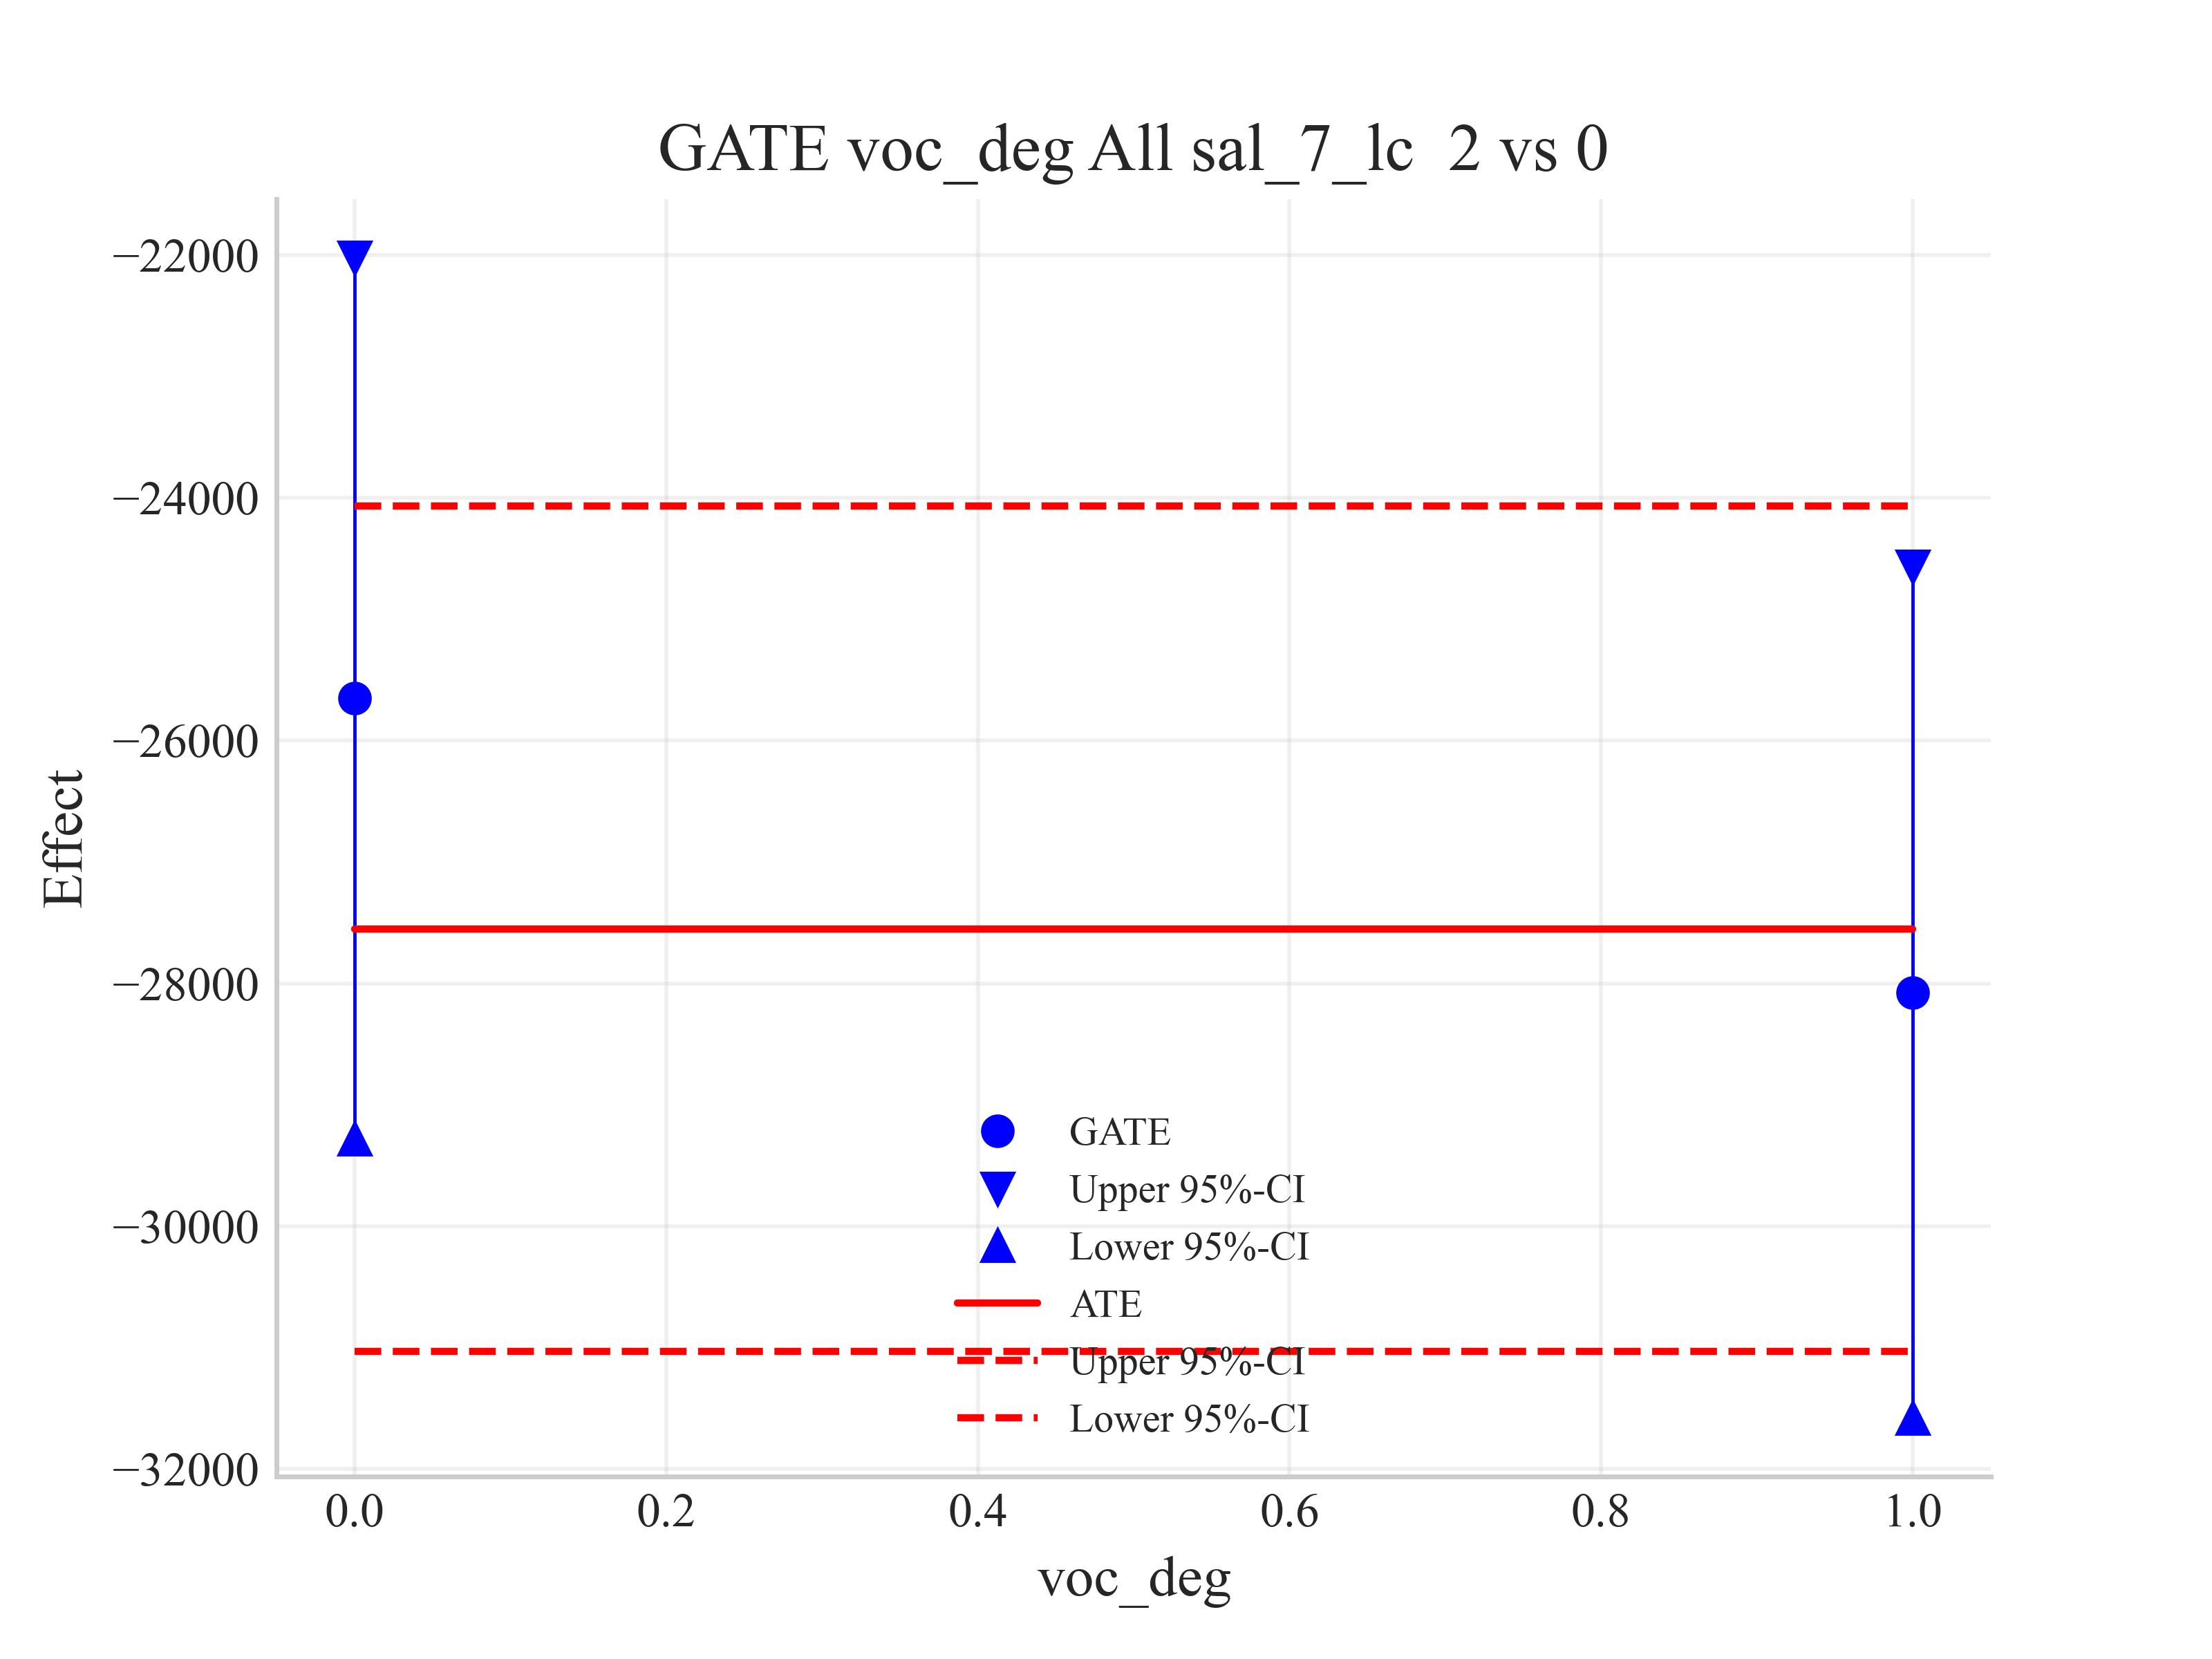 GATE voc_deg All sal_7_lc 2 vs 0
−22000
−24000
−26000
−28000
−30000
−32000
Effect
GATE
Upper 95%-CI
Lower 95%-CI
ATE
Upper 95%-CI
Lower 95%-CI
0.0 0.2 0.4 0.6 0.8 1.0
voc_deg